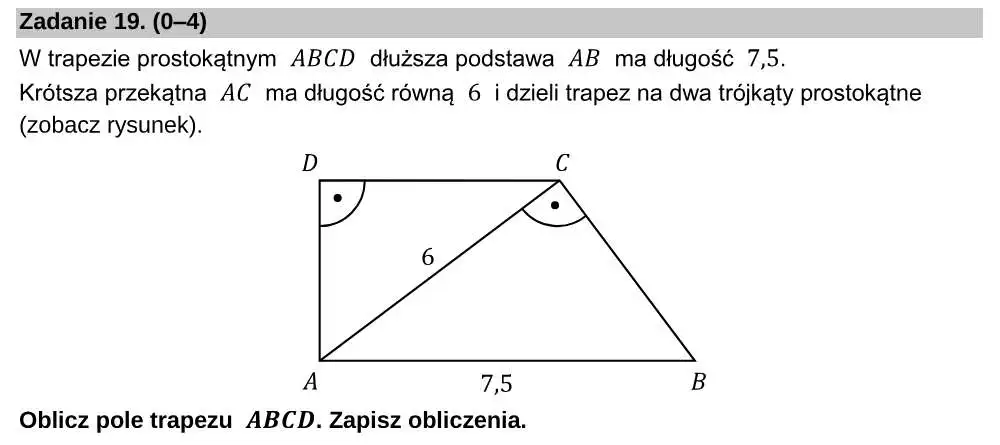 Zadanie 19. (0–4)
W trapezie prostokątnym ABCD dłuższa podstawa AB ma długość 7,5.
Krótsza przekątna AC ma długość równą 6 i dzieli trapez na dwa trójkąty prostokątne
(zobacz rysunek).
D C
6
A 7,5 B
Oblicz pole trapezu ABCD. Zapisz obliczenia.